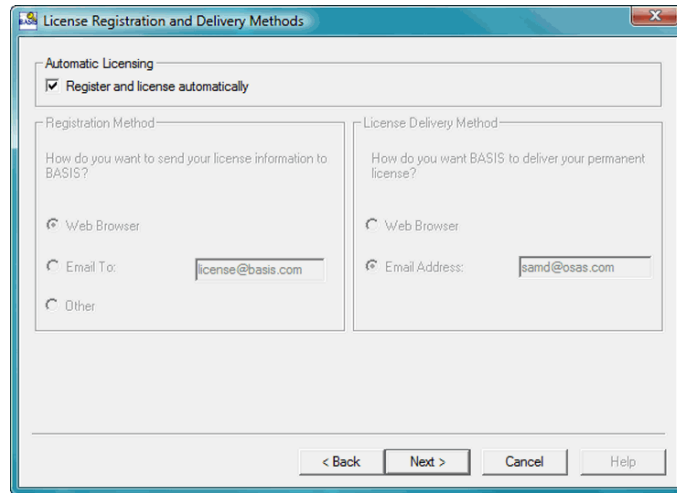 License Registration and Delivery Methods
Automatic Licensing
Register and license automatically
Registration Method
How do you want to send your license information to
BASIS?
Web Browser
Email To:
license@basis.com
Other
License Delivery Method
How do you want BASIS to deliver your permanent
license?
Web Browser
Email Address:
samd@osas.com
< Back
Next >
Cancel
Help